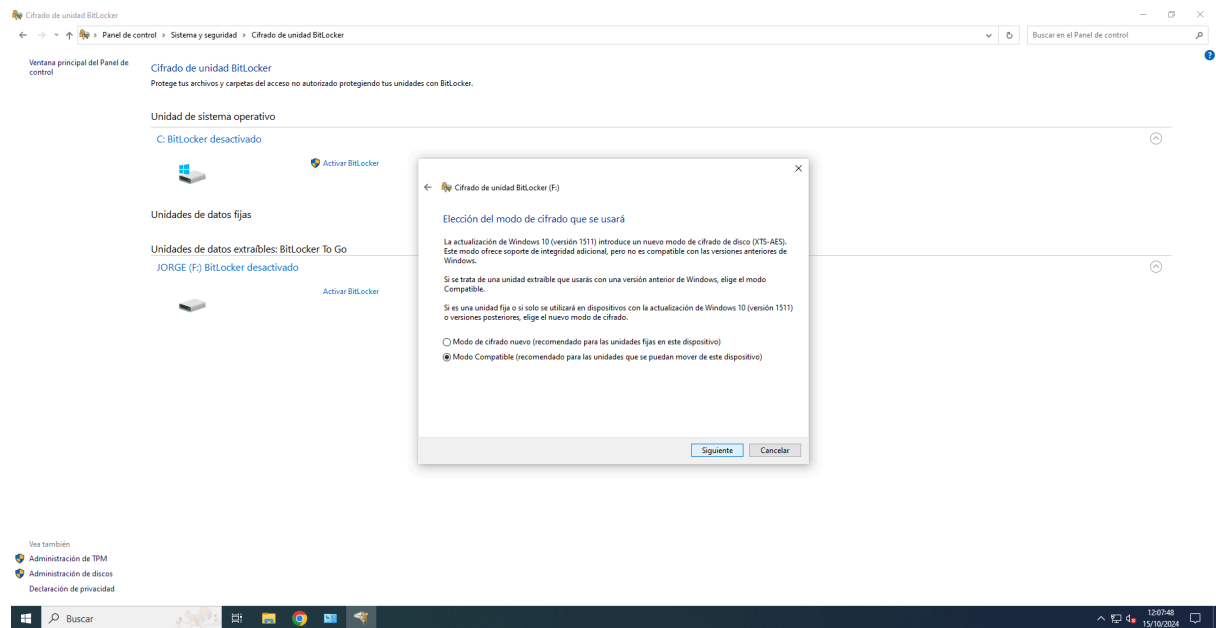 Cifrado de unidad BitLocker
Panel de control > Sistema y seguridad > Cifrado de unidad BitLocker
Buscar en el Panel de control
Ventana principal del Panel de
control
Cifrado de unidad BitLocker
Protege tus archivos y carpetas del acceso no autorizado protegiendo tus unidades con BitLocker.
Unidad de sistema operativo
C: BitLocker desactivado
Activar BitLocker
Unidades de datos fijas
Unidades de datos extraíbles: BitLocker To Go
JORGE (F:) BitLocker desactivado
Activar BitLocker
Cifrado de unidad BitLocker (F:)
Elección del modo de cifrado que se usará
La actualización de Windows 10 (versión 1511) introduce un nuevo modo de cifrado de disco (XTS-AES).
Este modo ofrece soporte de integridad adicional, pero no es compatible con las versiones anteriores de
Windows.
Si se trata de una unidad extraíble que usarás con una versión anterior de Windows, elige el modo
Compatible.
Si es una unidad fija o si solo se utilizará en dispositivos con la actualización de Windows 10 (versión 1511)
o versiones posteriores, elige el nuevo modo de cifrado.
Modo de cifrado nuevo (recomendado para las unidades fijas en este dispositivo)
Modo Compatible (recomendado para las unidades que se puedan mover de este dispositivo)
Siguiente
Cancelar
Vea también
Administración de TPM
Administración de discos
Declaración de privacidad
Buscar
12:07:48
15/10/2024